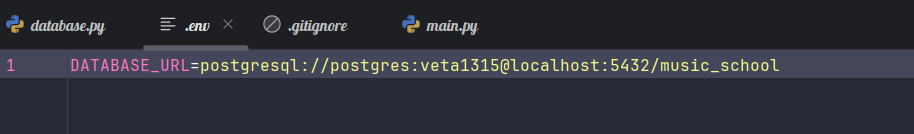 database.py .env × .gitignore main.py
1 DATABASE_URL=postgresql://postgres:veta1315@localhost:5432/music_school